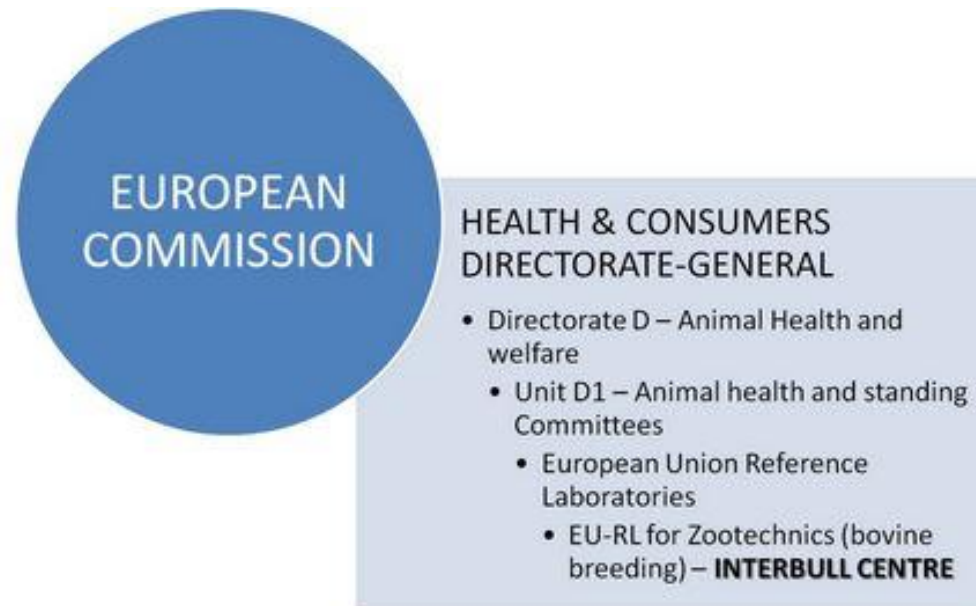 EUROPEAN
COMMISSION
HEALTH & CONSUMERS
DIRECTORATE-GENERAL
• Directorate D – Animal Health and
welfare
• Unit D1 – Animal health and standing
Committees
• European Union Reference
Laboratories
• EU-RL for Zootechnics (bovine
breeding) – INTERBULL CENTRE